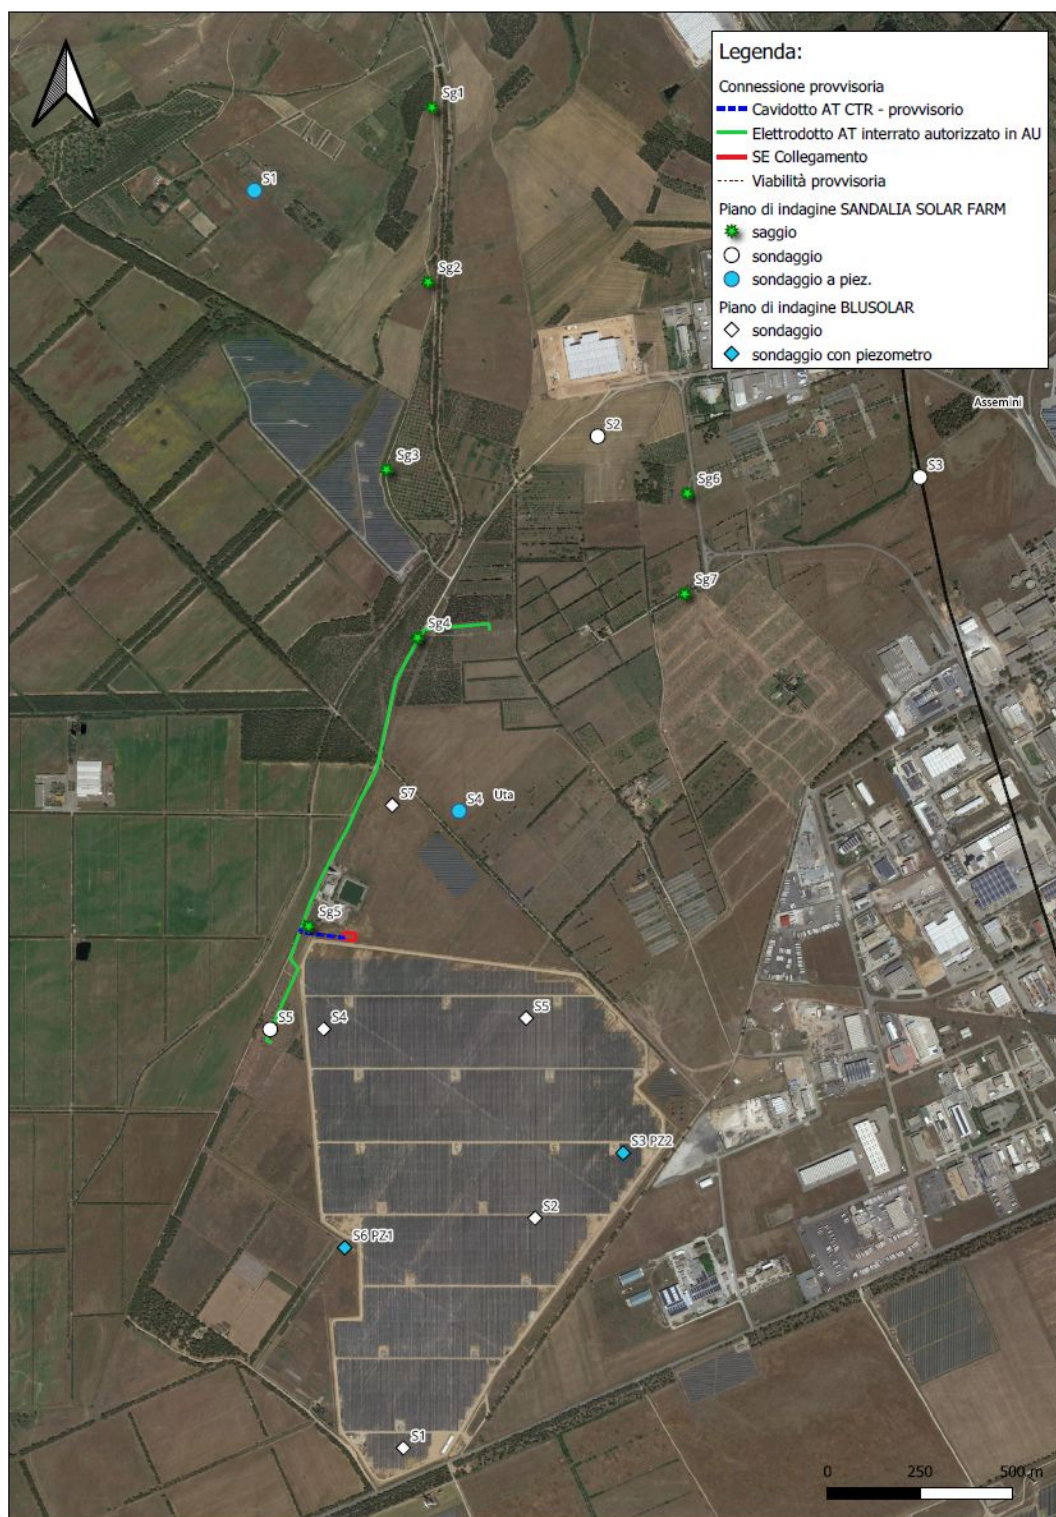 Legenda:
Connessione provvisoria
Cavidotto AT CTR - provvisorio
Elettrodotto AT interrato autorizzato in AU
SE Collegamento
Viabilità provvisoria
Piano di indagine SANDALIA SOLAR FARM
saggio
sondaggio
sondaggio a piez.
Piano di indagine BLUSOLAR
sondaggio
sondaggio con piezometro
Sg1
S1
Sg2
Assemini
S2
Sg3
S3
Sg6
Sg7
Sg4
S7
S4
Uta
Sg5
S5
S4
S5
S3 PZ2
S2
S6 PZ1
S1
0 250 500 m